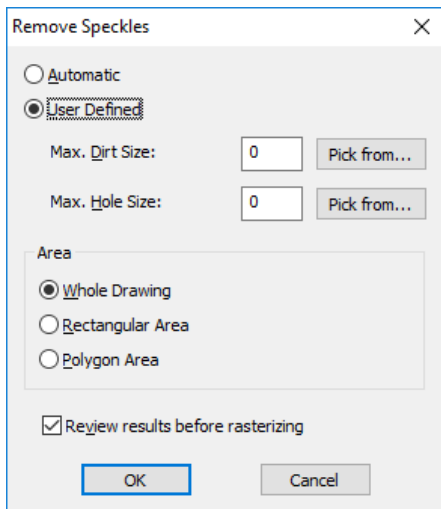 Remove Speckles
Automatic
User Defined
Max. Dirt Size: 0 Pick from...
Max. Hole Size: 0 Pick from...
Area
Whole Drawing
Rectangular Area
Polygon Area
Review results before rasterizing
OK Cancel